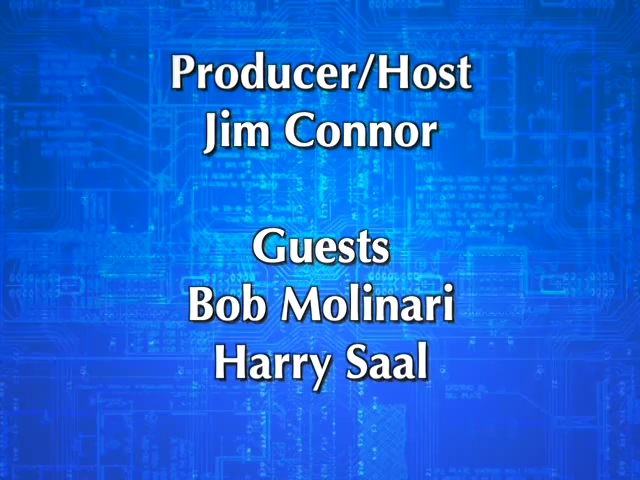 Producer/Host
Jim Connor
Guests
Bob Molinari
Harry Saal